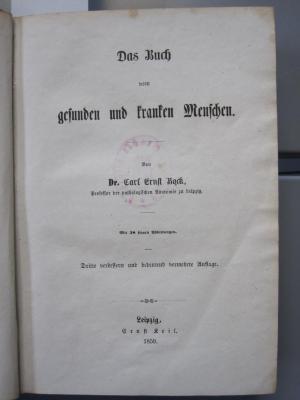 Das Buch
vom
gesunden und kranken Menschen.
Von
Dr. Carl Ernst Bock,
Professor der pathologischen Anatomie zu Leipzig.
Mit 38 feinen Abbildungen.
Dritte verbesserte und bedeutend vermehrte Auflage.
Leipzig,
Ernst Keil.
1859.